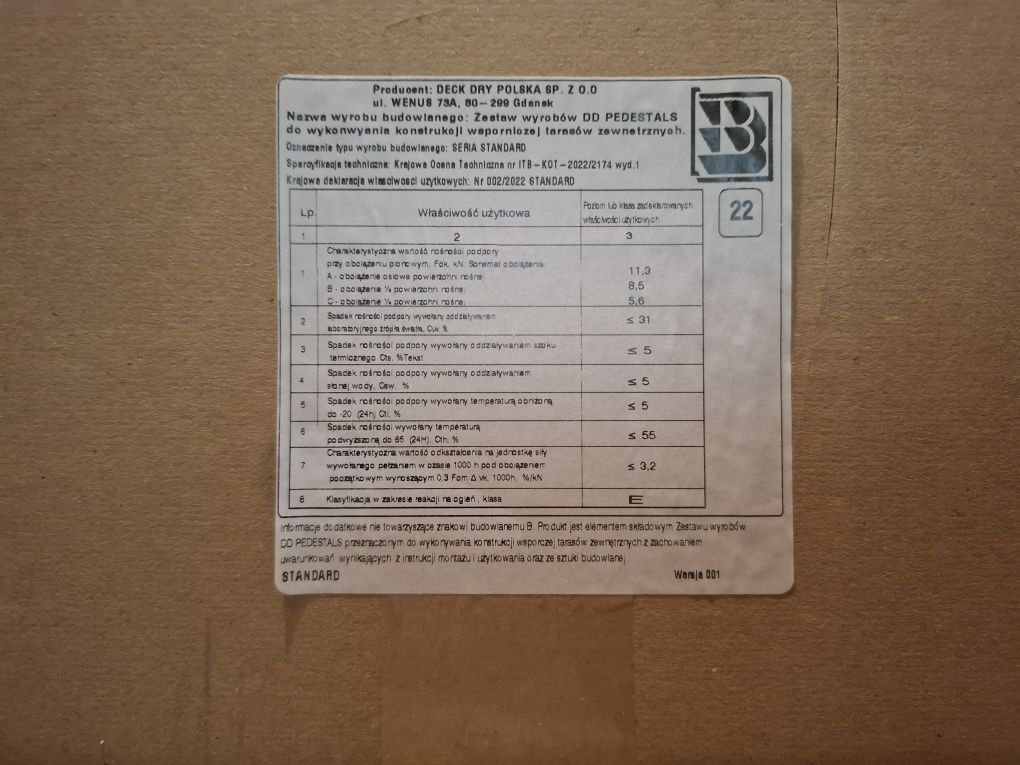 Producent: DECK DRY POLSKA SP. Z O.O
ul. WENUS 73A, 80-299 Gdansk
Nazwa wyrobu budowlanego: Zestaw wyrobów DD PEDESTALS
do wykonwyania konstrukcji wsporniczej tarasów zewnetrznych.
B
Oznaczenie typu wyrobu budowlanego: SERIA STANDARD
Sparcyfikacja techniczna: Krajowa Ocena Techniczna nr ITB-KOT-2022/2174 wyd.1
Krajowa deklaracja wlasciwosci uzytkowych: Nr 002/2022 STANDARD
22
Lp. Właściwość użytkowa Poziom lub klasa zadeklarowanych
właściwości użytkowych
1 2 3
Charakterystyczna wartość nośności podpory
przy obciążeniu pionowym, Fck, kN, Schemat obciążenia:
1 A - obciążenie osiowe powierzchni nośnej 11,3
B - obciążenie ½ powierzchni nośnej 8,5
C - obciążenie ¼ powierzchni nośnej 5,6
2 Spadek nośności podpory wywołany oddziaływaniem
laboratoryjnego źródła światła, Cuv, % ≤ 31
3 Spadek nośności podpory wywołany oddziaływaniem szoku
termicznego Cts, %Tekst ≤ 5
4 Spadek nośności podpory wywołany oddziaływaniem
słonej wody, Csw, % ≤ 5
5 Spadek nośności podpory wywołany temperaturą obniżoną
do -20 (24h) Ctl, % ≤ 5
6 Spadek nośności wywołany temperaturą
podwyższoną do 65 (24H), Cth, % ≤ 55
Charakterystyczna wartość odkształcenia na jednostkę siły
7 wywołanego pełzaniem w czasie 1000 h pod obciążeniem ≤ 3,2
początkowym wynoszącym 0,3 Fcm Δ vk, 1000h, %/kN
8 Klasyfikacja w zakresie reakcji na ogień, klasa E
Informacje dodatkowe nie towarzyszące znakowi budowlanemu B: Produkt jest elementem składowym Zestawu wyrobów
DD PEDESTALS przeznaczonym do wykonywania konstrukcji wsporczej tarasów zewnętrznych z zachowaniem
uwarunkowań wynikających z instrukcji montażu i użytkowania oraz ze sztuki budowlanej
STANDARD Wersja 001